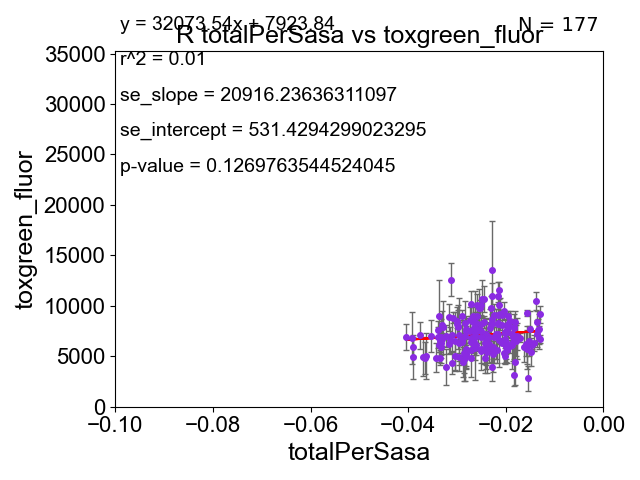 y = 32073.54x + 7923.84
N = 177
R totalPerSasa vs toxgreen_fluor
r^2 = 0.01
se_slope = 20916.23636311097
se_intercept = 531.4294299023295
p-value = 0.1269763544524045
35000
30000
25000
20000
15000
10000
5000
0
toxgreen_fluor
−0.10 −0.08 −0.06 −0.04 −0.02 0.00
totalPerSasa